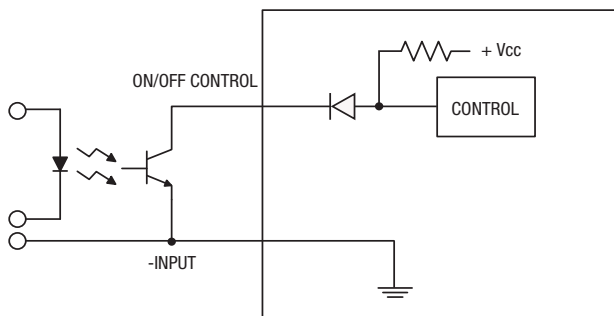 + Vcc
ON/OFF CONTROL
CONTROL
-INPUT